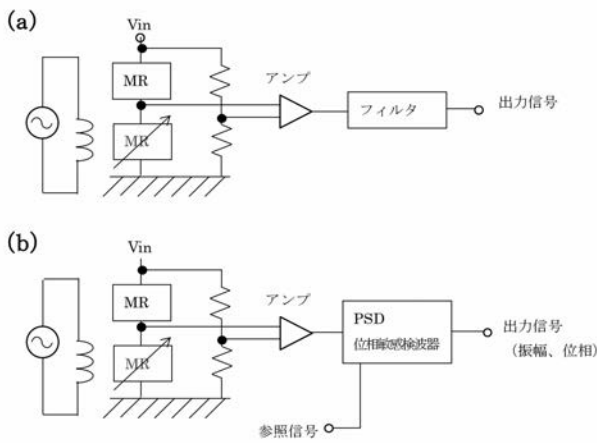 (a)
Vin
MR
MR
アンプ
フィルタ
出力信号
(b)
Vin
MR
MR
アンプ
PSD
位相敏感検波器
出力信号
(振幅、位相)
参照信号